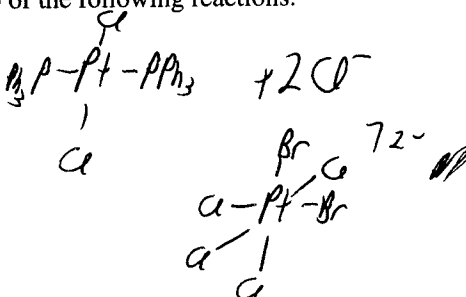 of the following reactions.
Cl
Ph3P-Pt-PPh3 +2Cl-
Cl
Br Cl ]2-
Cl-Pt-Br
Cl
Cl